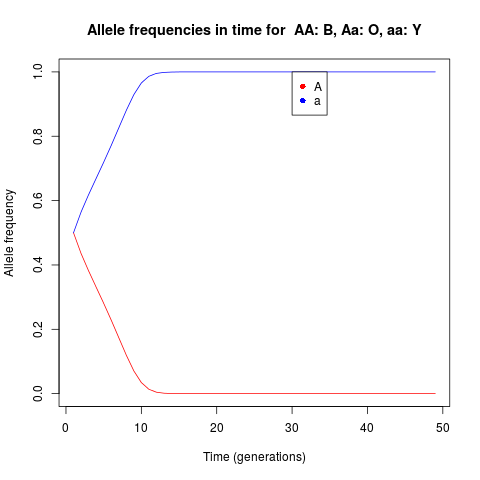 Allele frequencies in time for  AA: B, Aa: O, aa: Y
Allele frequency
1.0
0.8
0.6
0.4
0.2
0.0
A
a
0 10 20 30 40 50
Time (generations)